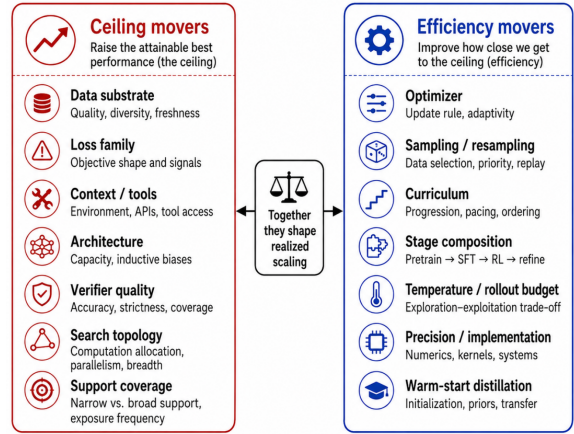 Ceiling movers
Raise the attainable best
performance (the ceiling)
Data substrate
Quality, diversity, freshness
Loss family
Objective shape and signals
Context / tools
Environment, APIs, tool access
Architecture
Capacity, inductive biases
Verifier quality
Accuracy, strictness, coverage
Search topology
Computation allocation,
parallelism, breadth
Support coverage
Narrow vs. broad support,
exposure frequency
Together
they shape
realized
scaling
Efficiency movers
Improve how close we get
to the ceiling (efficiency)
Optimizer
Update rule, adaptivity
Sampling / resampling
Data selection, priority, replay
Curriculum
Progression, pacing, ordering
Stage composition
Pretrain → SFT → RL → refine
Temperature / rollout budget
Exploration–exploitation trade-off
Precision / implementation
Numerics, kernels, systems
Warm-start distillation
Initialization, priors, transfer